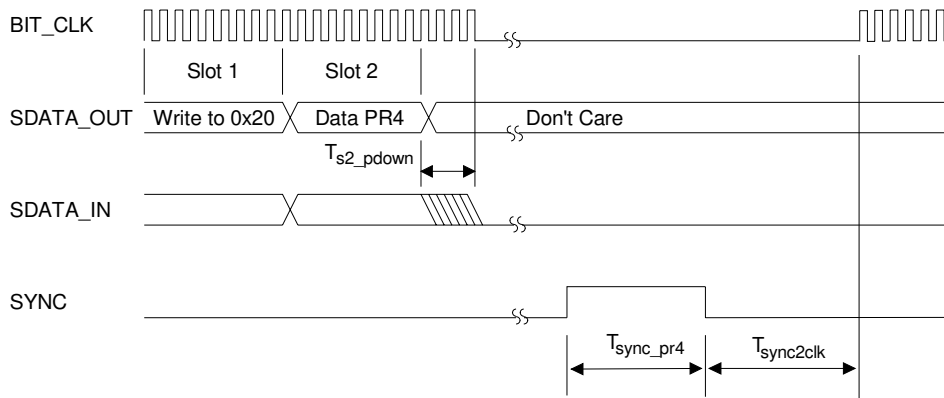 BIT_CLK
Slot 1 Slot 2
SDATA_OUT Write to 0x20 Data PR4 Don't Care
Ts2_pdown
SDATA_IN
SYNC
Tsync_pr4 Tsync2clk